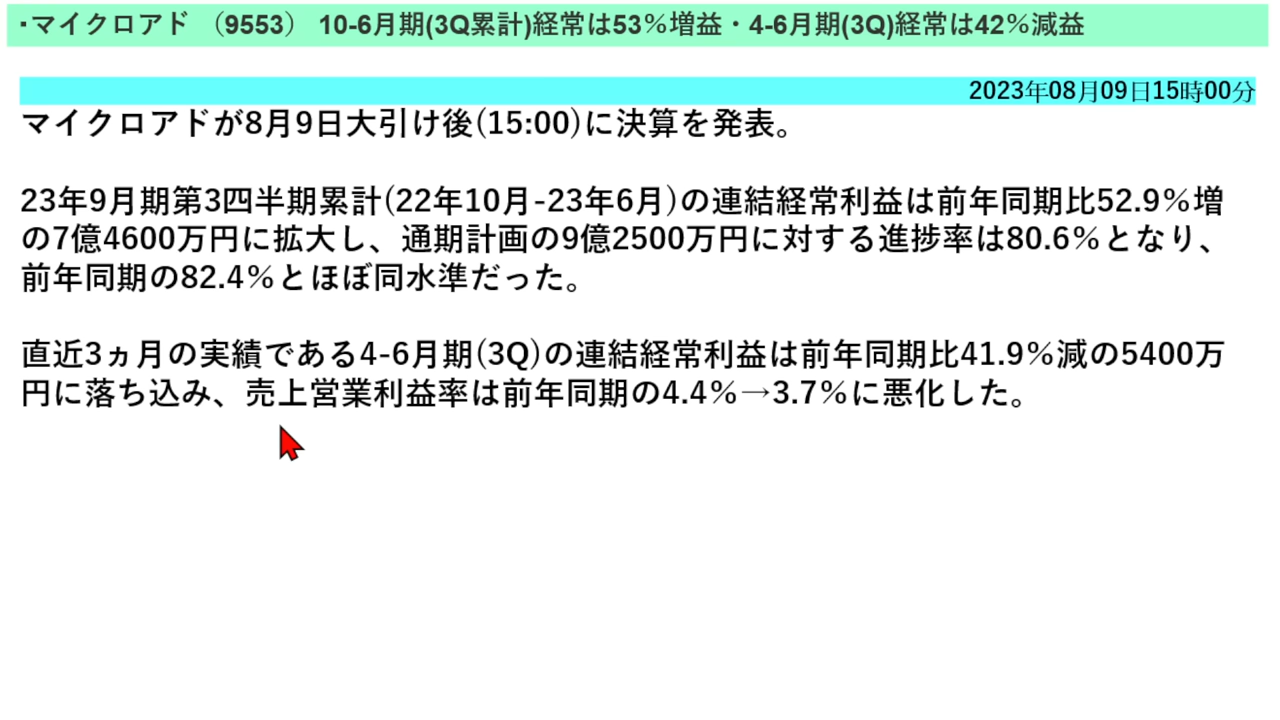 ・マイクロアド （9553） 10-6月期(3Q累計)経常は53％増益・4-6月期(3Q)経常は42％減益
2023年08月09日15時00分
マイクロアドが8月9日大引け後(15:00)に決算を発表。
23年9月期第3四半期累計(22年10月-23年6月)の連結経常利益は前年同期比52.9％増
の7億4600万円に拡大し、通期計画の9億2500万円に対する進捗率は80.6％となり、
前年同期の82.4％とほぼ同水準だった。
直近3ヵ月の実績である4-6月期(3Q)の連結経常利益は前年同期比41.9％減の5400万
円に落ち込み、売上営業利益率は前年同期の4.4％→3.7％に悪化した。